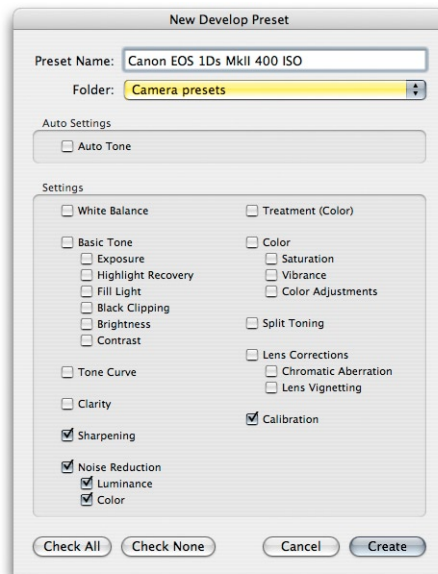 New Develop Preset
Preset Name: Canon EOS 1Ds MkII 400 ISO
Folder: Camera presets
Auto Settings
Auto Tone
Settings
White Balance
Basic Tone
Exposure
Highlight Recovery
Fill Light
Black Clipping
Brightness
Contrast
Tone Curve
Clarity
Sharpening
Noise Reduction
Luminance
Color
Treatment (Color)
Color
Saturation
Vibrance
Color Adjustments
Split Toning
Lens Corrections
Chromatic Aberration
Lens Vignetting
Calibration
Check All
Check None
Cancel
Create